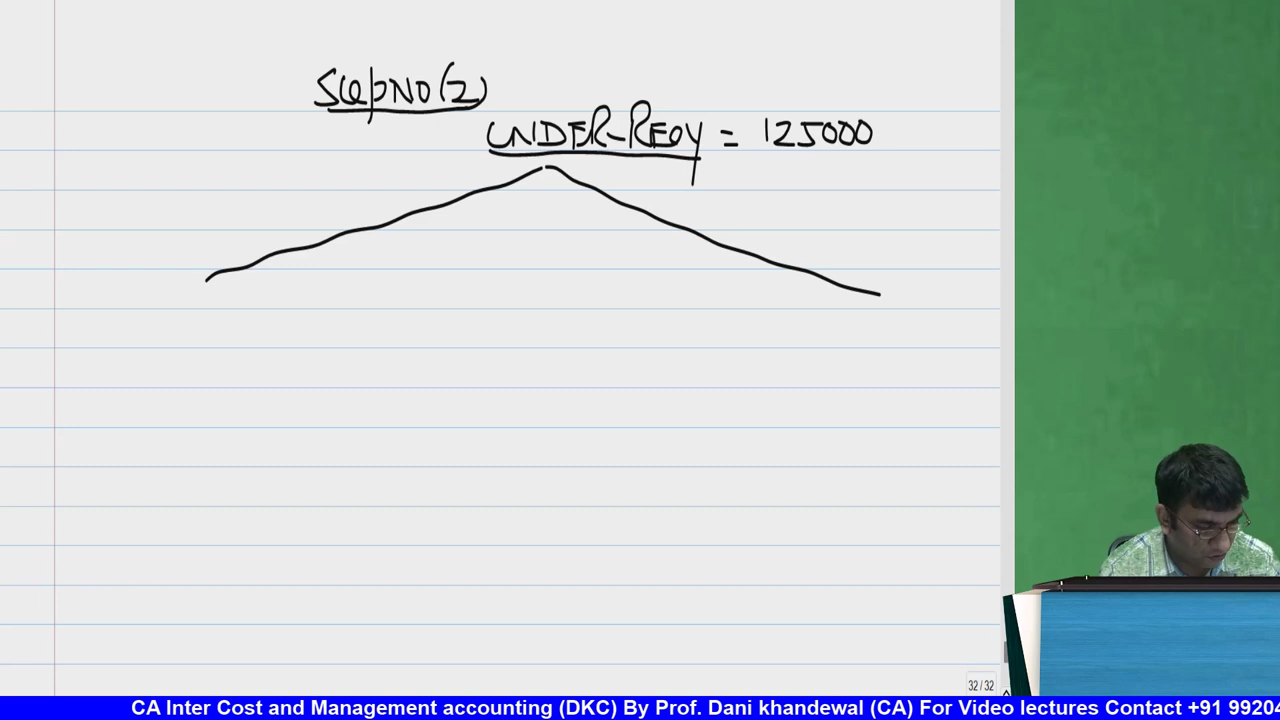 Step NO (2)
UNDER-RECY = 125000
32 / 32
CA Inter Cost and Management accounting (DKC) By Prof. Dani khandewal (CA) For Video lectures Contact +91 99204